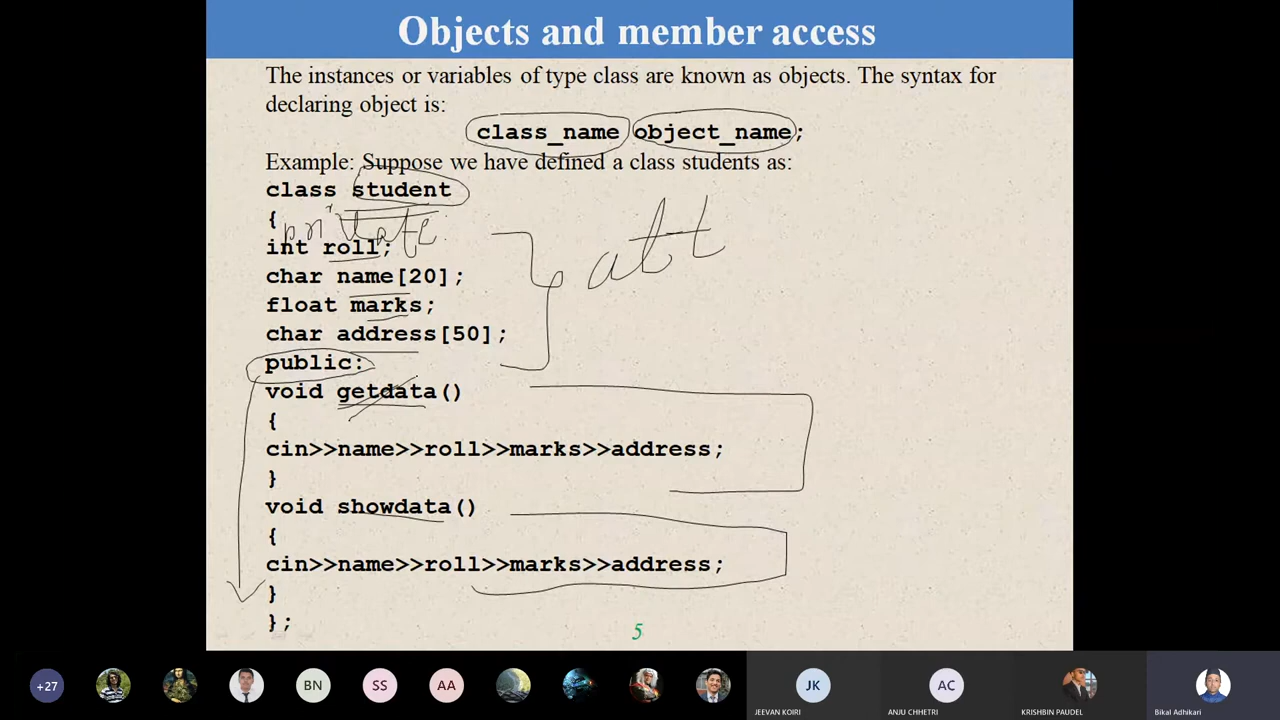 Objects and member access
The instances or variables of type class are known as objects. The syntax for
declaring object is:
class_name object_name;
Example: Suppose we have defined a class students as:
class student
{
private
int roll;
char name[20];
att
float marks;
char address[50];
public:
void getdata()
{
cin>>name>>roll>>marks>>address;
}
void showdata()
{
cin>>name>>roll>>marks>>address;
}
};
5
+27
BN
SS
AA
JK
AC
JEEVAN KOIRI
ANJU CHHETRI
KRISHBIN PAUDEL
Bikal Adhikari